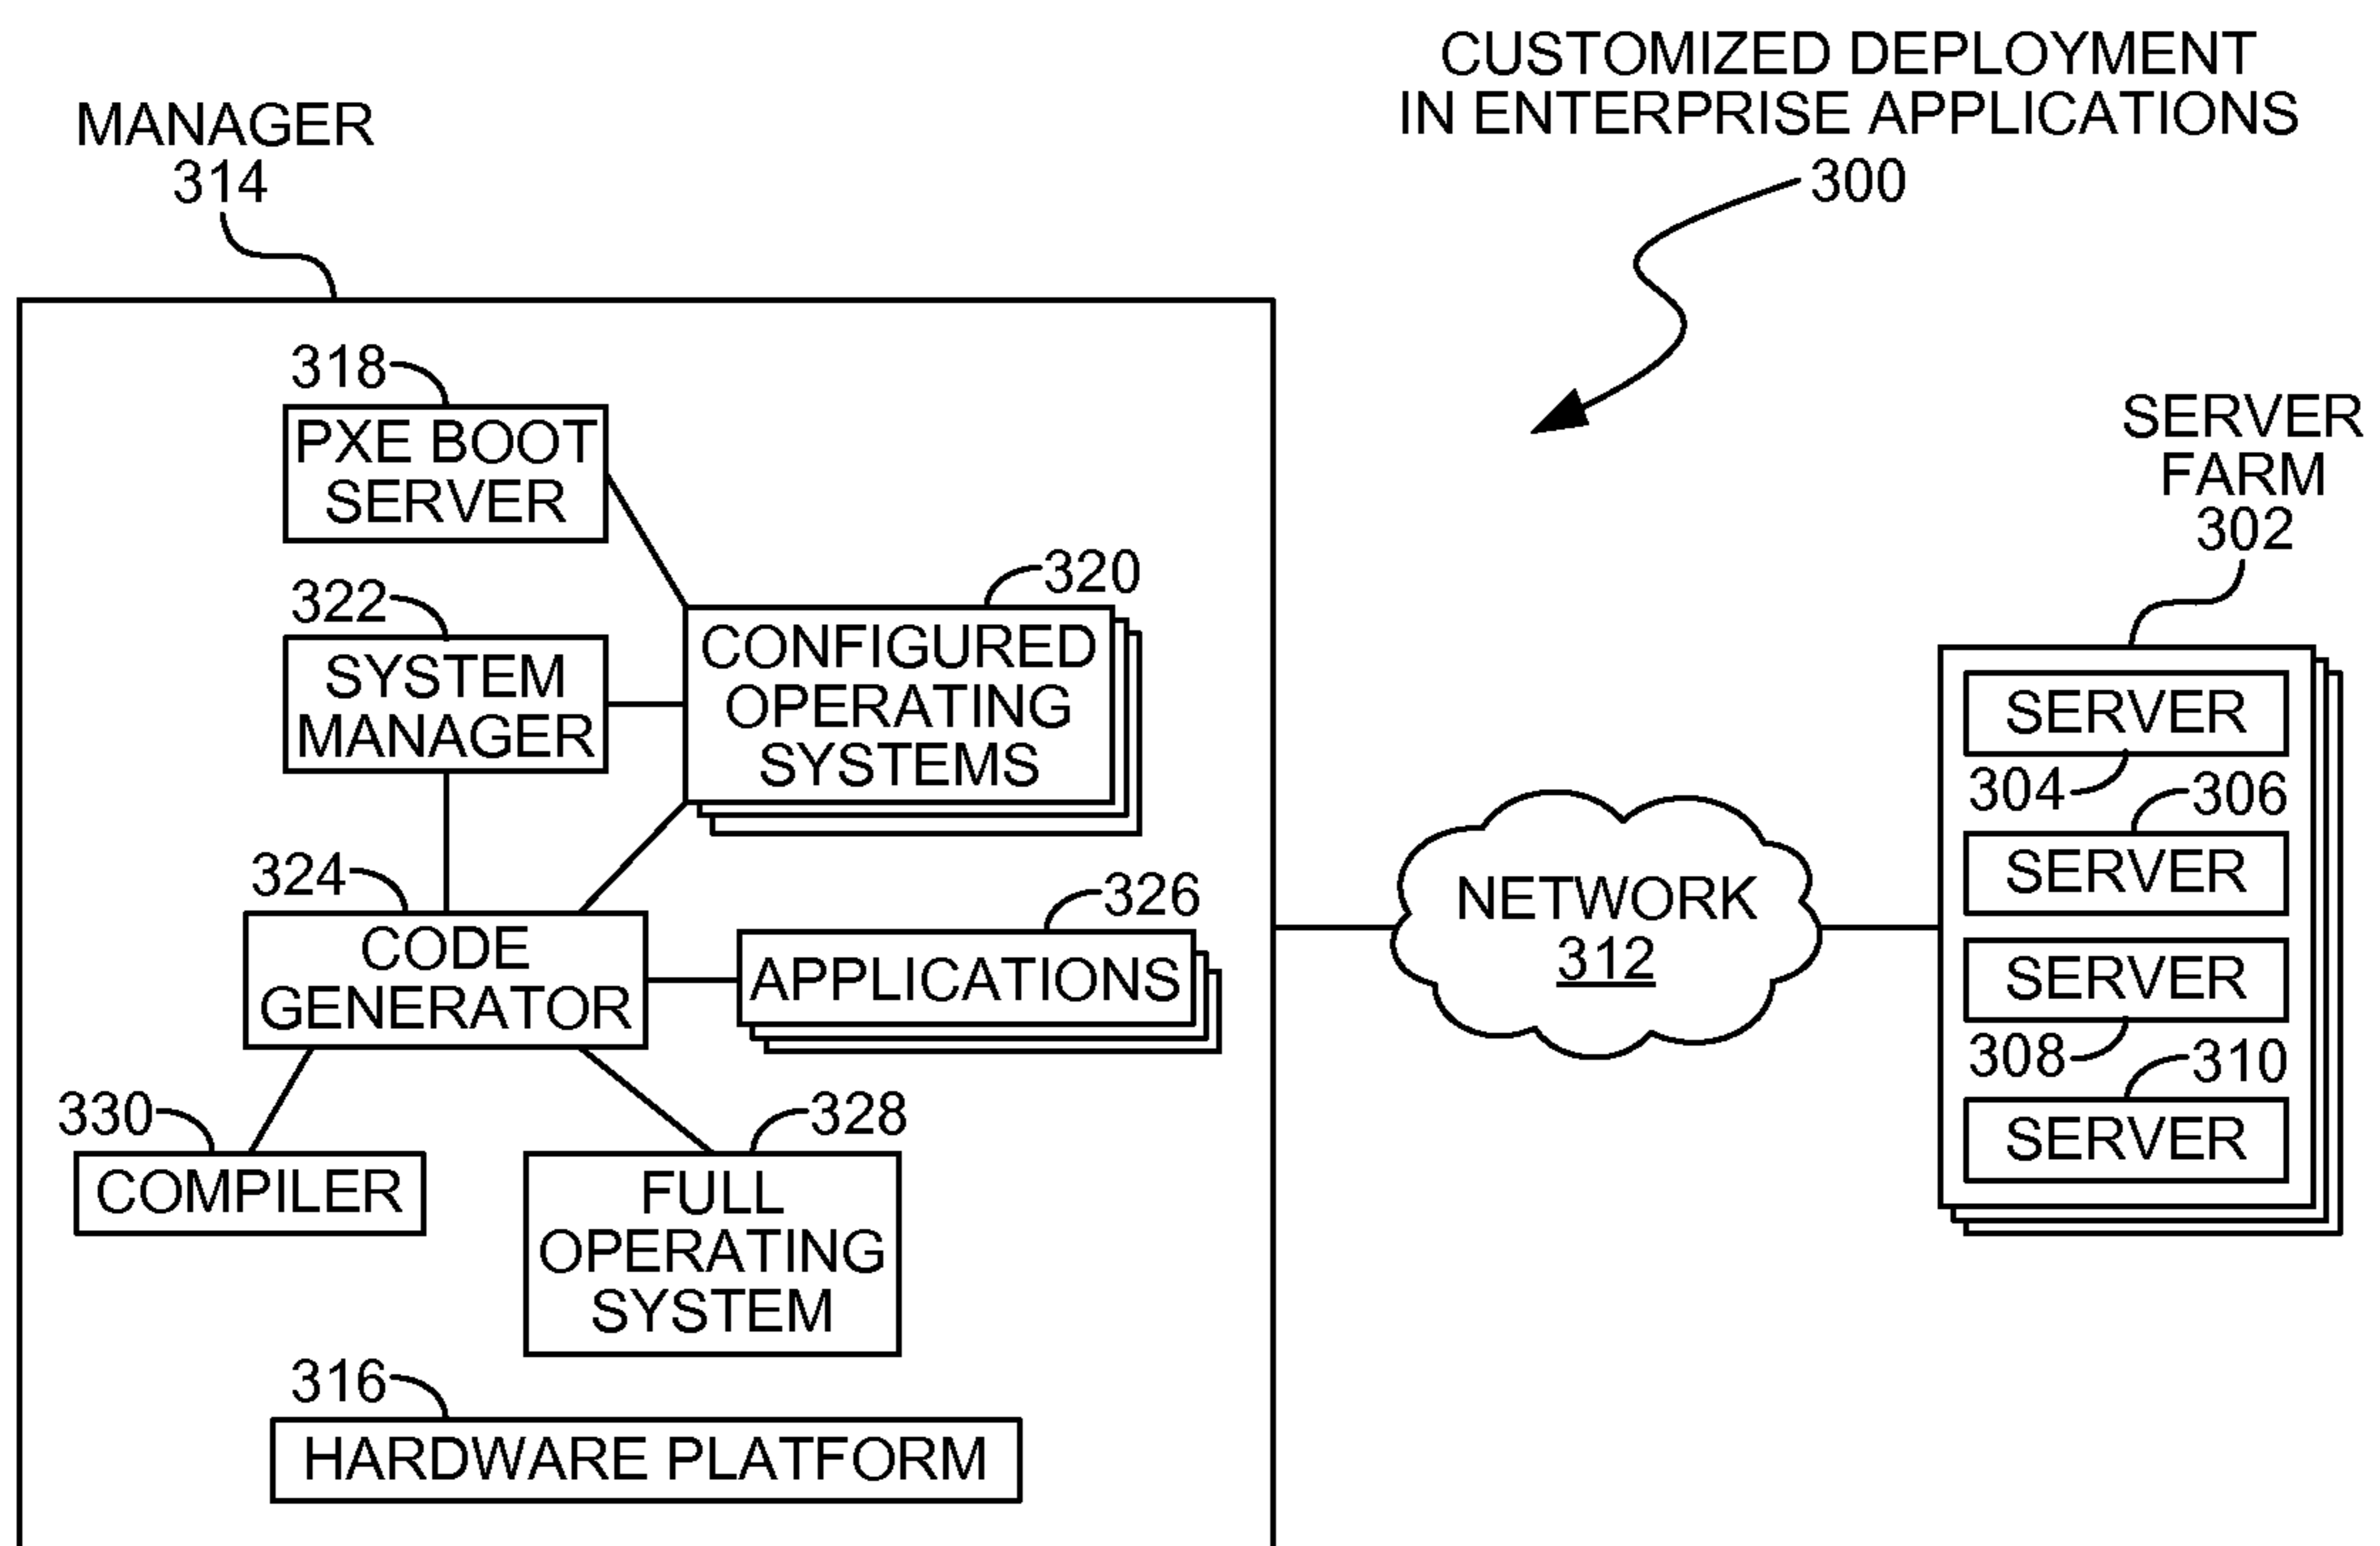 CUSTOMIZED DEPLOYMENT
IN ENTERPRISE APPLICATIONS
300
MANAGER
314
318
PXE BOOT
SERVER
322
SYSTEM
MANAGER
320
CONFIGURED
OPERATING
SYSTEMS
324
CODE
GENERATOR
326
APPLICATIONS
330
COMPILER
328
FULL
OPERATING
SYSTEM
316
HARDWARE PLATFORM
NETWORK
312
SERVER
FARM
302
SERVER
304
306
SERVER
SERVER
308
310
SERVER